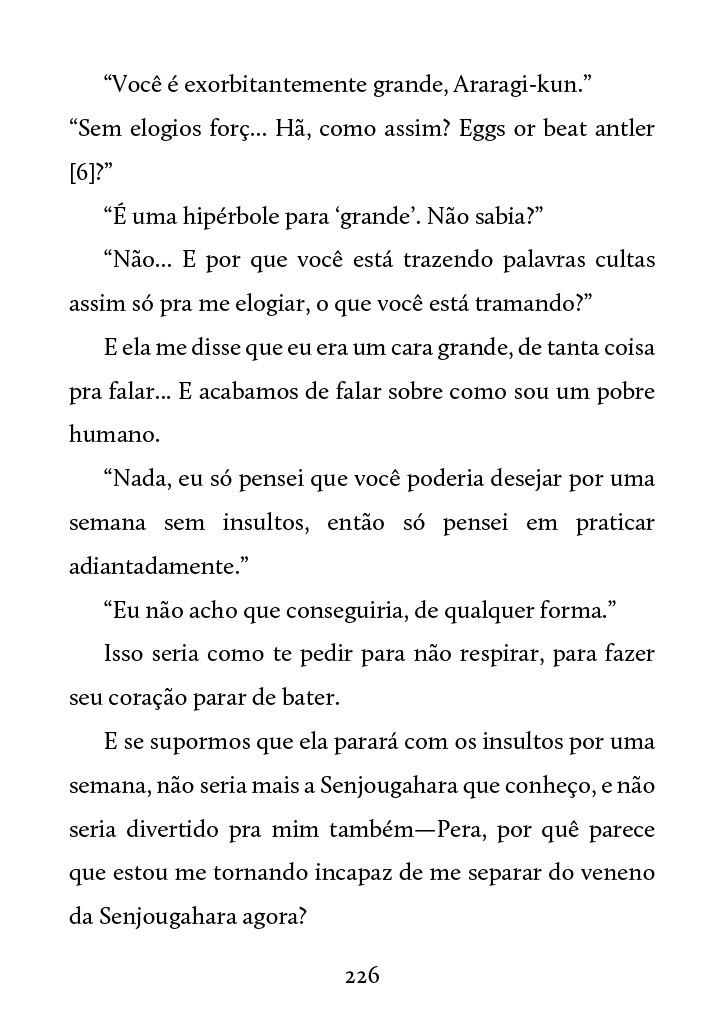 “Você é exorbitantemente grande, Araragi-kun.”
“Sem elogios forç... Hã, como assim? Eggs or beat antler
[6]?”
“É uma hipérbole para ‘grande’. Não sabia?”
“Não... E por que você está trazendo palavras cultas
assim só pra me elogiar, o que você está tramando?”
E ela me disse que eu era um cara grande, de tanta coisa
pra falar... E acabamos de falar sobre como sou um pobre
humano.
“Nada, eu só pensei que você poderia desejar por uma
semana sem insultos, então só pensei em praticar
adiantadamente.”
“Eu não acho que conseguiria, de qualquer forma.”
Isso seria como te pedir para não respirar, para fazer
seu coração parar de bater.
E se supormos que ela parará com os insultos por uma
semana, não seria mais a Senjougahara que conheço, e não
seria divertido pra mim também—Pera, por quê parece
que estou me tornando incapaz de me separar do veneno
da Senjougahara agora?
226